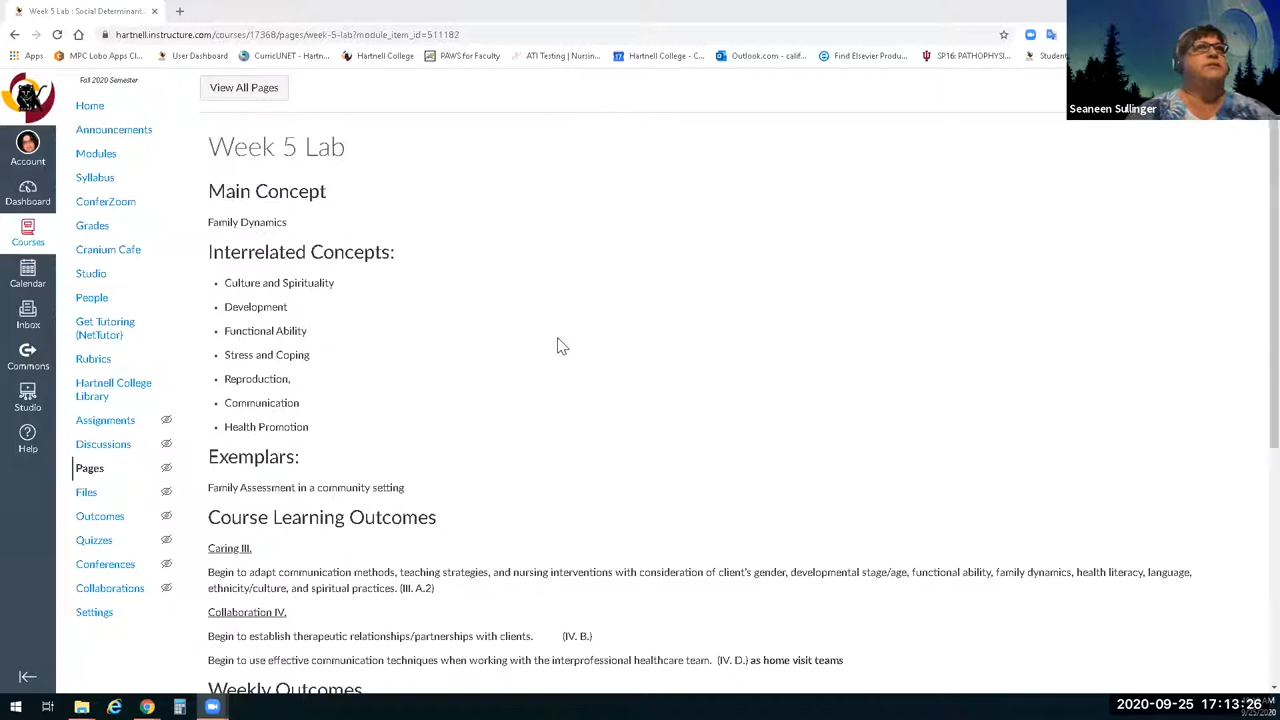 Week 5 Lab : Social Determinant
hartnell.instructure.com/courses/17368/pages/week-5-lab?module_item_id=511182
Apps
MPC Lobo Apps Cl...
User Dashboard
CurricUNET - Hartn...
Hartnell College
PAWS for Faculty
ATI Testing | Nursin...
Hartnell College - C...
Outlook.com - calif...
Find Elsevier Produ...
SP16: PATHOPHYSI...
Student
Seaneen Sullinger
Account
Dashboard
Courses
Calendar
Inbox
Commons
Studio
Help
Fall 2020 Semester
Home
Announcements
Modules
Syllabus
ConferZoom
Grades
Cranium Cafe
Studio
People
Get Tutoring
(NetTutor)
Rubrics
Hartnell College
Library
Assignments
Discussions
Pages
Files
Outcomes
Quizzes
Conferences
Collaborations
Settings
View All Pages
Week 5 Lab
Main Concept
Family Dynamics
Interrelated Concepts:
• Culture and Spirituality
• Development
• Functional Ability
• Stress and Coping
• Reproduction,
• Communication
• Health Promotion
Exemplars:
Family Assessment in a community setting
Course Learning Outcomes
Caring III.
Begin to adapt communication methods, teaching strategies, and nursing interventions with consideration of client's gender, developmental stage/age, functional ability, family dynamics, health literacy, language,
ethnicity/culture, and spiritual practices. (III. A.2)
Collaboration IV.
Begin to establish therapeutic relationships/partnerships with clients. (IV. B.)
Begin to use effective communication techniques when working with the interprofessional healthcare team. (IV. D.) as home visit teams
Weekly Outcomes
2020-09-25 17:13:26